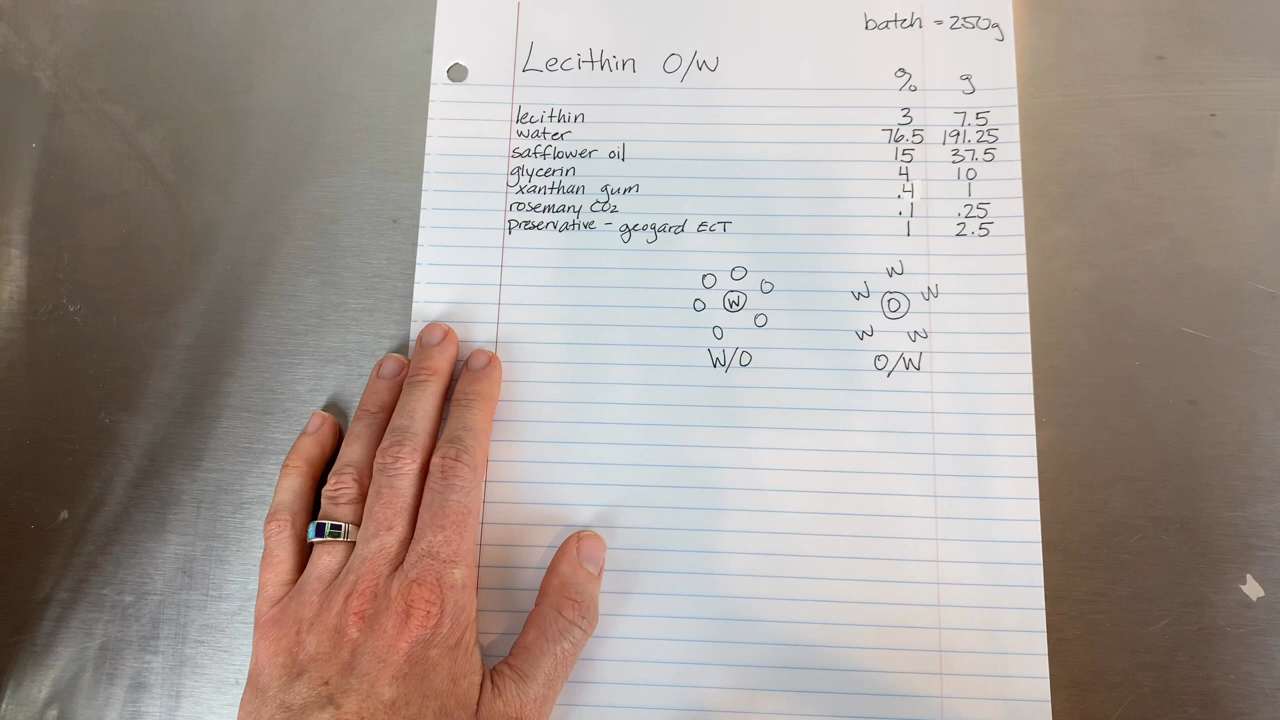 batch = 250g
Lecithin O/W
% g
lecithin 3 7.5
water 76.5 191.25
safflower oil 15 37.5
glycerin 4 10
xanthan gum .4 1
rosemary CO2 .1 .25
preservative - geogard ECT 1 2.5
O O O O W O O
W/O
W W W O W W
O/W